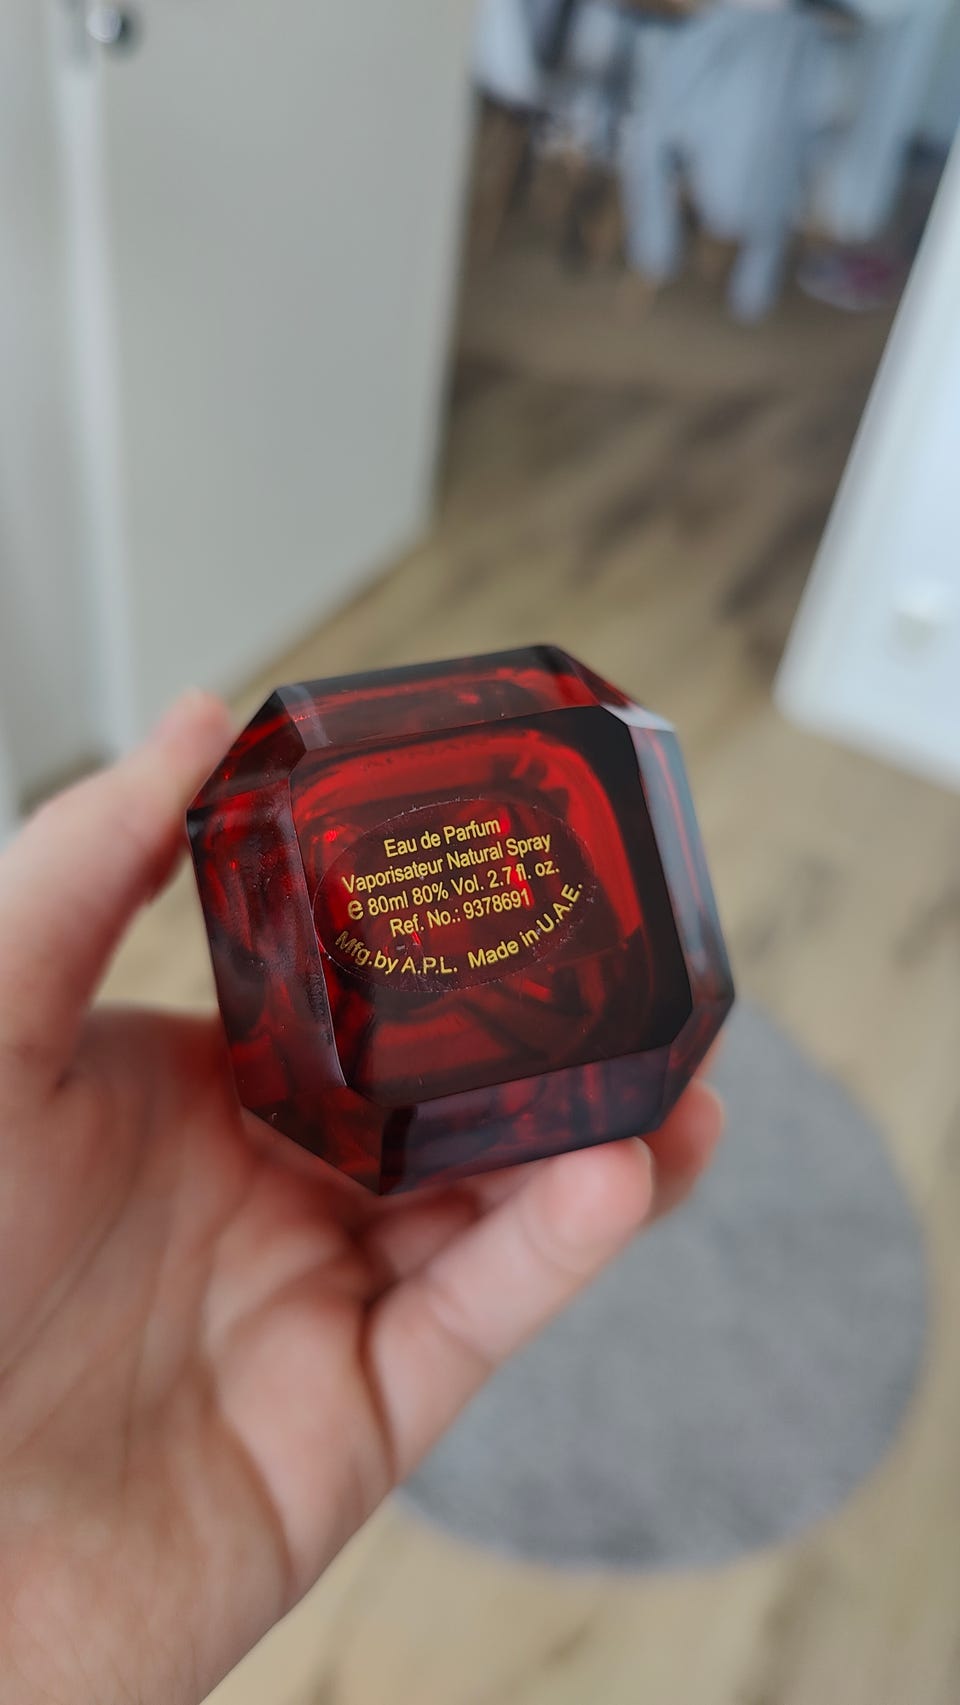 Eau de Parfum
Vaporisateur Natural Spray
℮ 80ml 80% Vol. 2.7 fl. oz.
Ref. No.: 9378691
Mfg.by A.P.L. Made in U.A.E.